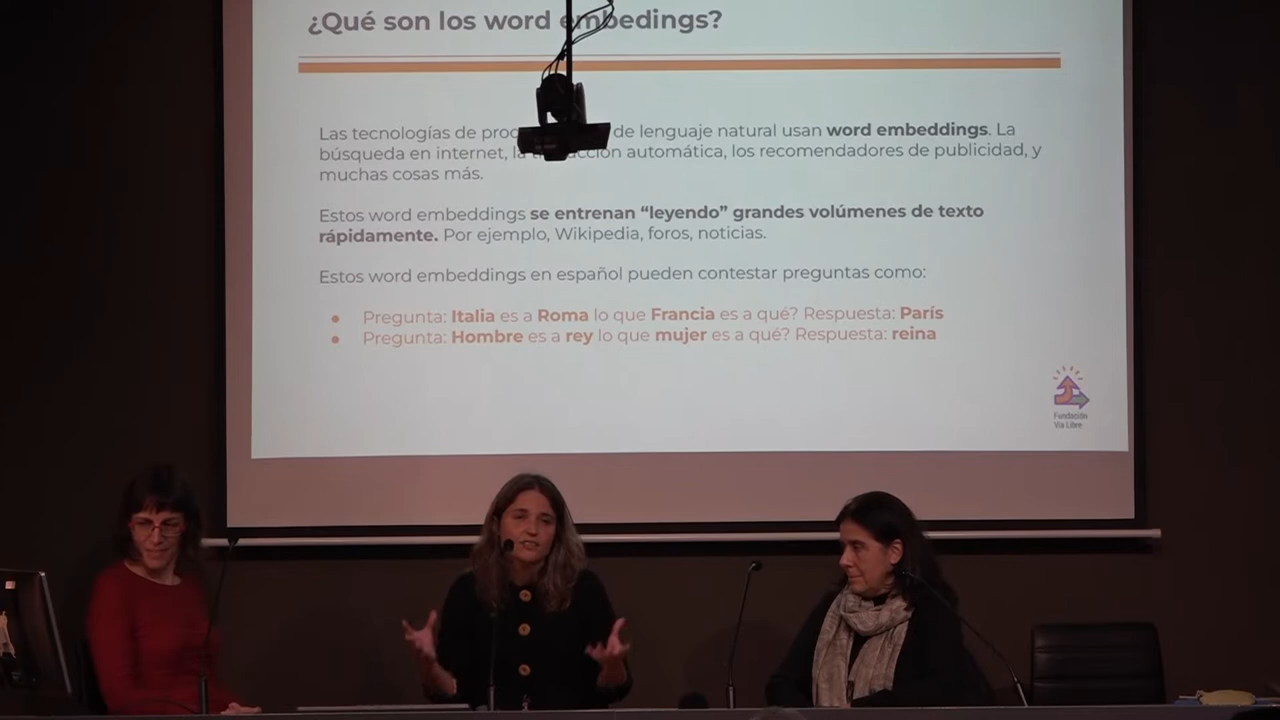 ¿Qué son los word embedings?
Las tecnologías de proc de lenguaje natural usan word embeddings. La
búsqueda en internet, la cción automática, los recomendadores de publicidad, y
muchas cosas más.
Estos word embeddings se entrenan “leyendo” grandes volúmenes de texto
rápidamente. Por ejemplo, Wikipedia, foros, noticias.
Estos word embeddings en español pueden contestar preguntas como:
● Pregunta: Italia es a Roma lo que Francia es a qué? Respuesta: París
● Pregunta: Hombre es a rey lo que mujer es a qué? Respuesta: reina
Fundación
Vía Libre